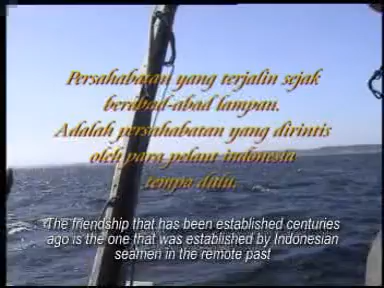 Persahabatan yang terjalin sejak
berabad-abad lampau.
Adalah persahabatan yang dirintis
oleh para pelaut indonesia
tempo dulu.
The friendship that has been established centuries
ago is the one that was established by Indonesian
seamen in the remote past